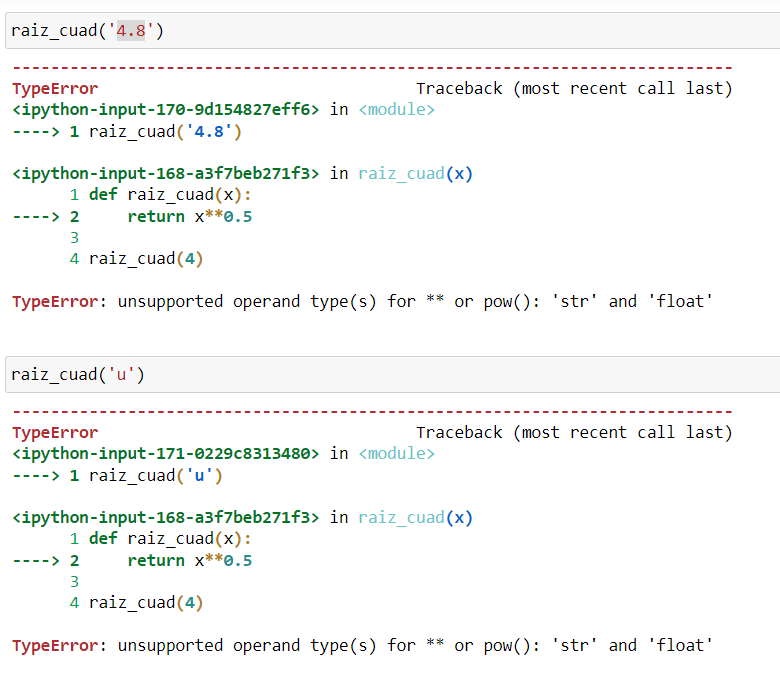 raiz_cuad('4.8')
---------------------------------------------------------------------------
TypeError                                 Traceback (most recent call last)
<ipython-input-170-9d154827eff6> in <module>
----> 1 raiz_cuad('4.8')
<ipython-input-168-a3f7beb271f3> in raiz_cuad(x)
      1 def raiz_cuad(x):
----> 2     return x**0.5
      3
      4 raiz_cuad(4)
TypeError: unsupported operand type(s) for ** or pow(): 'str' and 'float'
raiz_cuad('u')
---------------------------------------------------------------------------
TypeError                                 Traceback (most recent call last)
<ipython-input-171-0229c8313480> in <module>
----> 1 raiz_cuad('u')
<ipython-input-168-a3f7beb271f3> in raiz_cuad(x)
      1 def raiz_cuad(x):
----> 2     return x**0.5
      3
      4 raiz_cuad(4)
TypeError: unsupported operand type(s) for ** or pow(): 'str' and 'float'